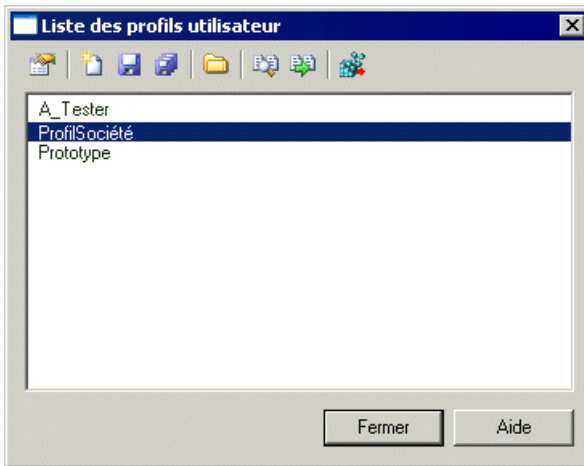 Liste des profils utilisateur
A_Tester
ProfilSociété
Prototype
Fermer
Aide